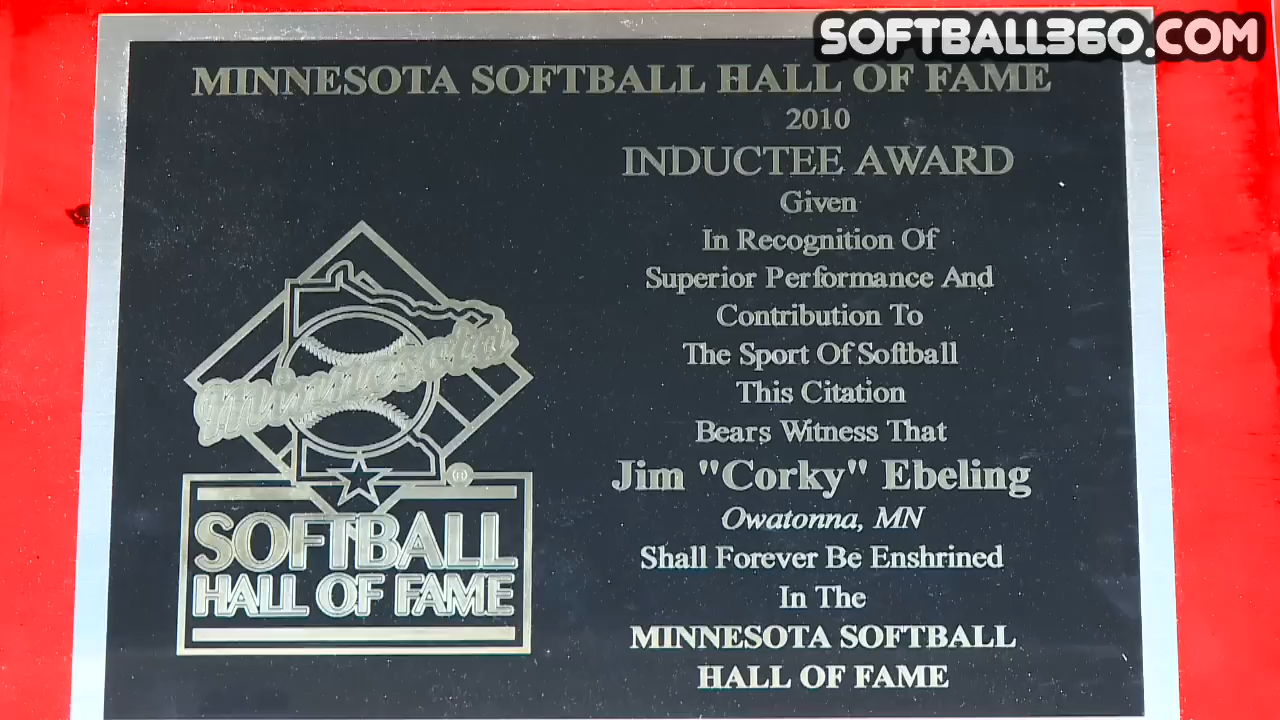 SOFTBALL360.COM
MINNESOTA SOFTBALL HALL OF FAME
2010
INDUCTEE AWARD
Given
In Recognition Of
Superior Performance And
Contribution To
The Sport Of Softball
This Citation
Bears Witness That
Jim "Corky" Ebeling
Owatonna, MN
Shall Forever Be Enshrined
In The
MINNESOTA SOFTBALL
HALL OF FAME
Minnesota
®
SOFTBALL
HALL OF FAME